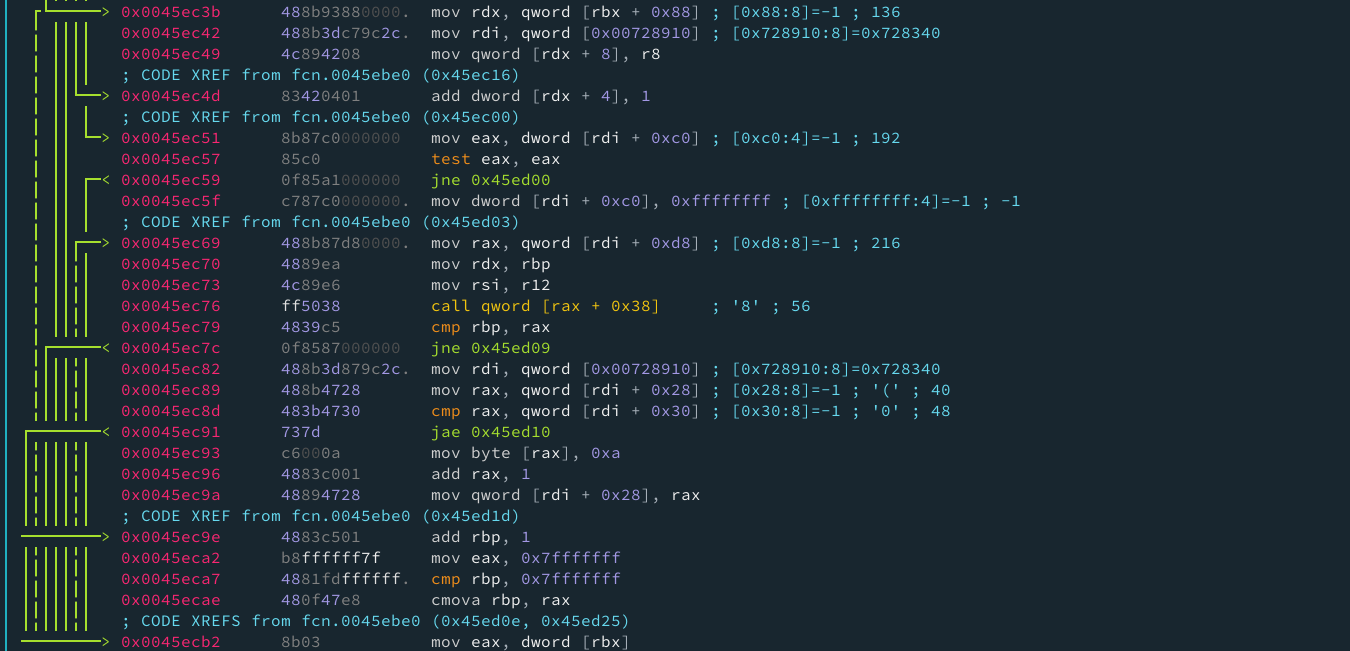 0x0045ec3b 488b93880000. mov rdx, qword [rbx + 0x88] ; [0x88:8]=-1 ; 136
0x0045ec42 488b3dc79c2c. mov rdi, qword [0x00728910] ; [0x728910:8]=0x728340
0x0045ec49 4c894208 mov qword [rdx + 8], r8
; CODE XREF from fcn.0045ebe0 (0x45ec16)
0x0045ec4d 83420401 add dword [rdx + 4], 1
; CODE XREF from fcn.0045ebe0 (0x45ec00)
0x0045ec51 8b87c0000000 mov eax, dword [rdi + 0xc0] ; [0xc0:4]=-1 ; 192
0x0045ec57 85c0 test eax, eax
0x0045ec59 0f85a1000000 jne 0x45ed00
0x0045ec5f c787c0000000. mov dword [rdi + 0xc0], 0xffffffff ; [0xffffffff:4]=-1 ; -1
; CODE XREF from fcn.0045ebe0 (0x45ed03)
0x0045ec69 488b87d80000. mov rax, qword [rdi + 0xd8] ; [0xd8:8]=-1 ; 216
0x0045ec70 4889ea mov rdx, rbp
0x0045ec73 4c89e6 mov rsi, r12
0x0045ec76 ff5038 call qword [rax + 0x38] ; '8' ; 56
0x0045ec79 4839c5 cmp rbp, rax
0x0045ec7c 0f8587000000 jne 0x45ed09
0x0045ec82 488b3d879c2c. mov rdi, qword [0x00728910] ; [0x728910:8]=0x728340
0x0045ec89 488b4728 mov rax, qword [rdi + 0x28] ; [0x28:8]=-1 ; '(' ; 40
0x0045ec8d 483b4730 cmp rax, qword [rdi + 0x30] ; [0x30:8]=-1 ; '0' ; 48
0x0045ec91 737d jae 0x45ed10
0x0045ec93 c6000a mov byte [rax], 0xa
0x0045ec96 4883c001 add rax, 1
0x0045ec9a 48894728 mov qword [rdi + 0x28], rax
; CODE XREF from fcn.0045ebe0 (0x45ed1d)
0x0045ec9e 4883c501 add rbp, 1
0x0045eca2 b8ffffff7f mov eax, 0x7fffffff
0x0045eca7 4881fdffffff. cmp rbp, 0x7fffffff
0x0045ecae 480f47e8 cmova rbp, rax
; CODE XREFS from fcn.0045ebe0 (0x45ed0e, 0x45ed25)
0x0045ecb2 8b03 mov eax, dword [rbx]